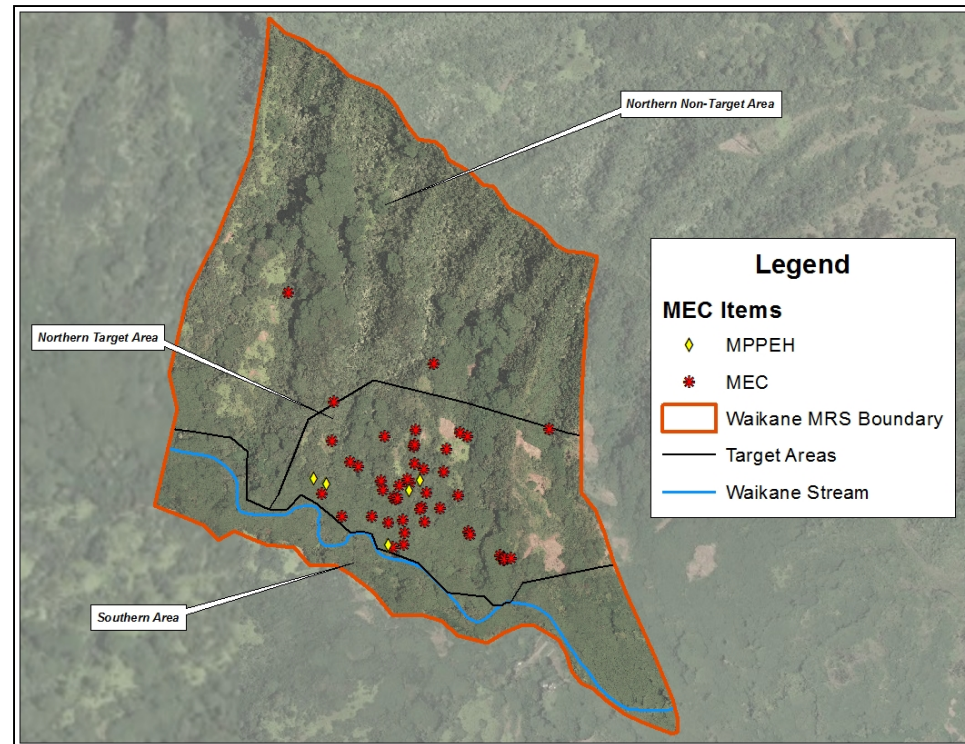 Northern Non-Target Area
Northern Target Area
Southern Area
Legend
MEC Items
MPPEH
MEC
Waikane MRS Boundary
Target Areas
Waikane Stream